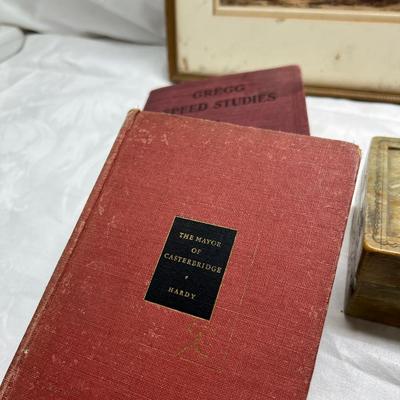 GREGG
SPEED STUDIES
THE MAYOR
OF
CASTERBRIDGE
HARDY